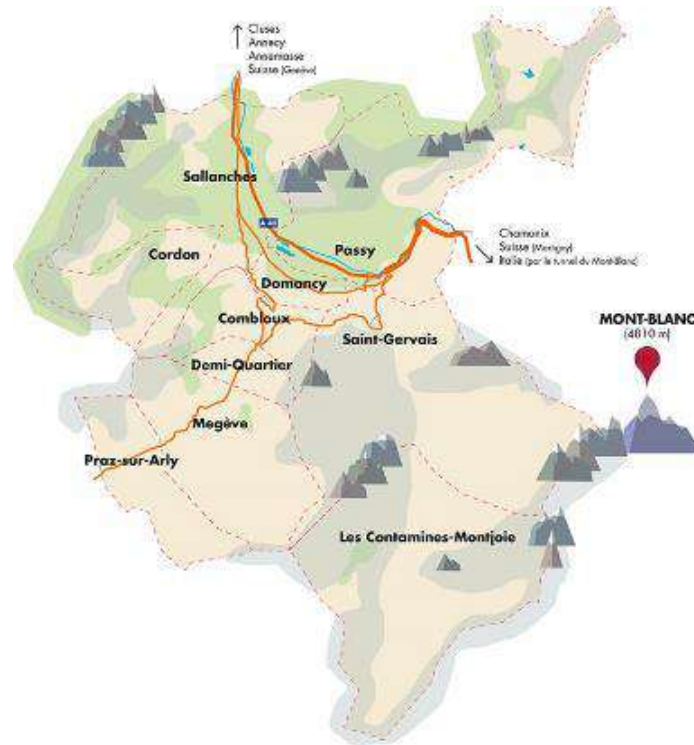 Cluses
Annecy
Annemasse
Suisse (Genève)
Sallanches
A 40
Passy
Chamonix
Suisse (Martigny)
Italie (par le tunnel du Mont-Blanc)
Cordon
Domancy
Combloux
Saint-Gervais
MONT-BLANC
(4810 m)
Demi-Quartier
Megève
Praz-sur-Arly
Les Contamines-Montjoie